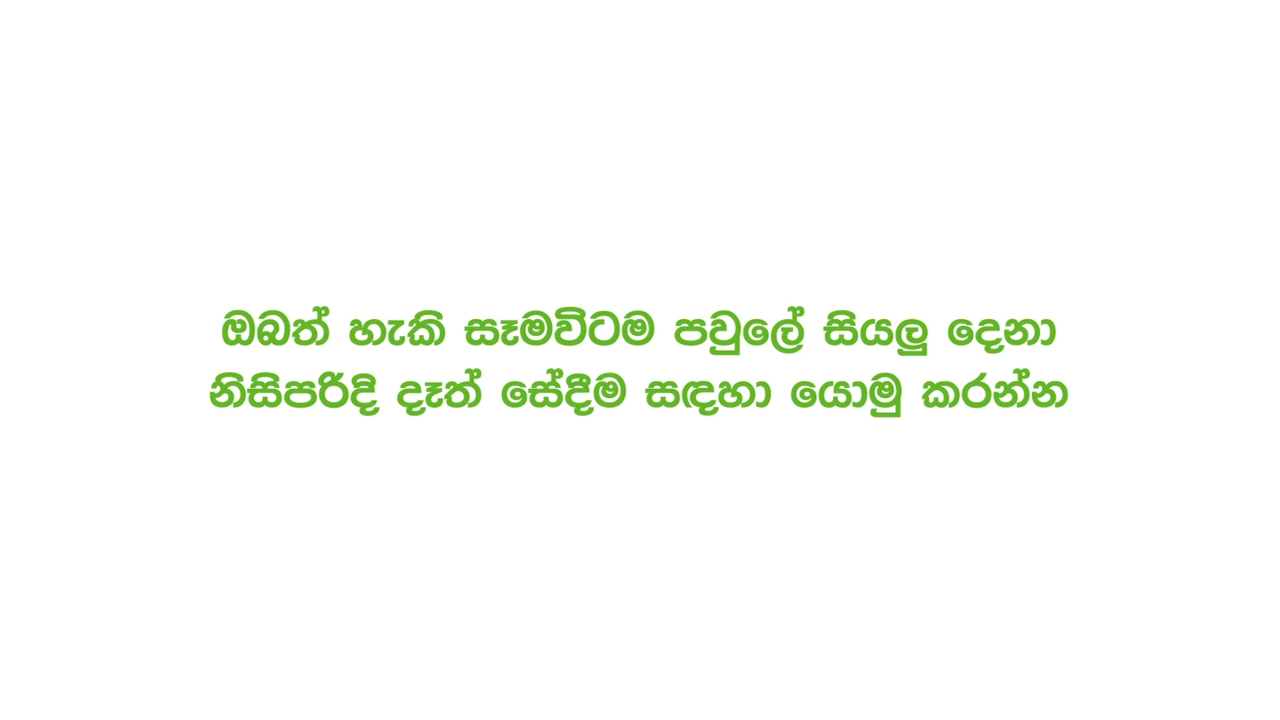 ඔබත් හැකි සෑමවිටම පවුලේ සියලු දෙනා
නිසිපරිදි දෑත් සේදීම සඳහා යොමු කරන්න